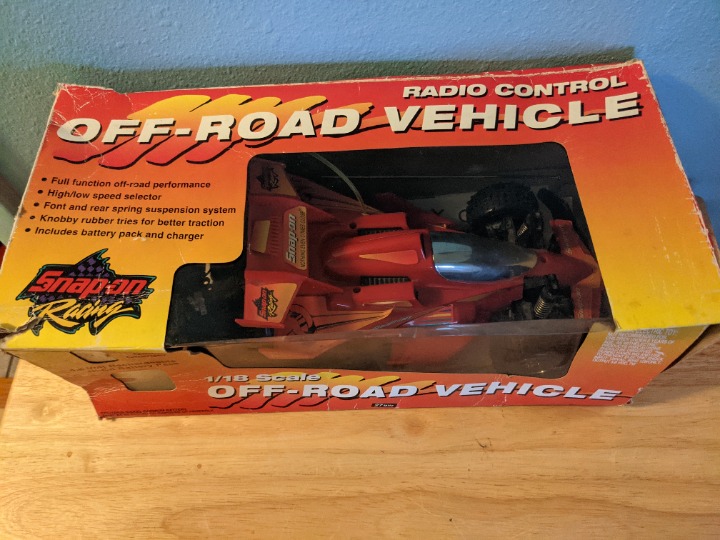 RADIO CONTROL
OFF-ROAD VEHICLE
• Full function off-road performance
• High/low speed selector
• Font and rear spring suspension system
• Knobby rubber tries for better traction
• Includes battery pack and charger
Snap-on
Racing
Snap-on
1/18 Scale
OFF-ROAD VEHICLE